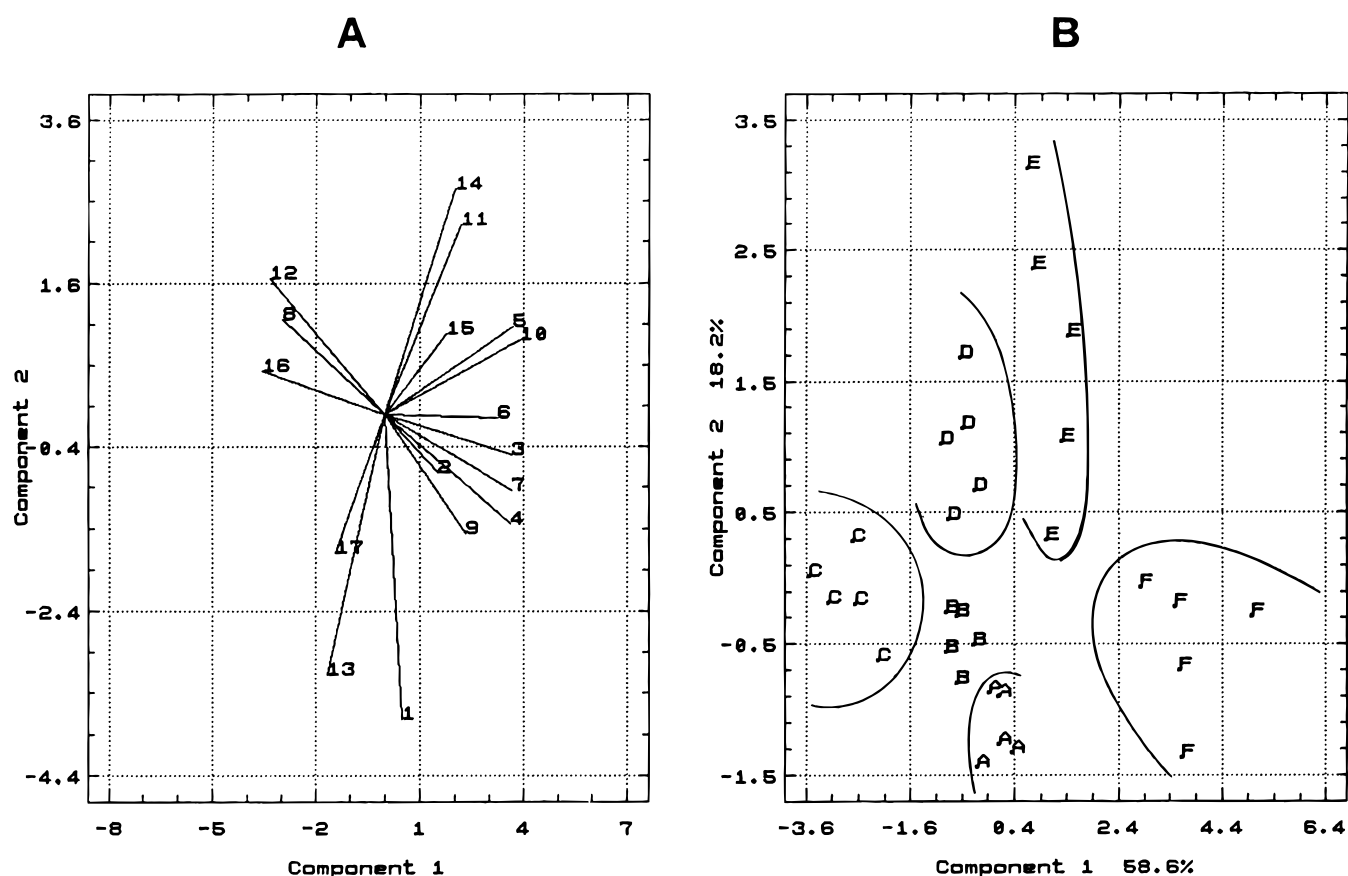 A
3.6
1.6
-0.4
-2.4
-4.4
Component 2
14
11
12
8
5
15
10
16
6
3
2
7
4
9
17
13
1
-8 -5 -2 1 4 7
Component 1
B
3.5
2.5
1.5
0.5
-0.5
-1.5
Component 2 18.2%
E
E
E
D
D
D E
D
D
E
C
C
F
C C
F
B B
F
B
B
C
F
B
A A
A
A
F
A
-3.6 -1.6 0.4 2.4 4.4 6.4
Component 1 58.6%